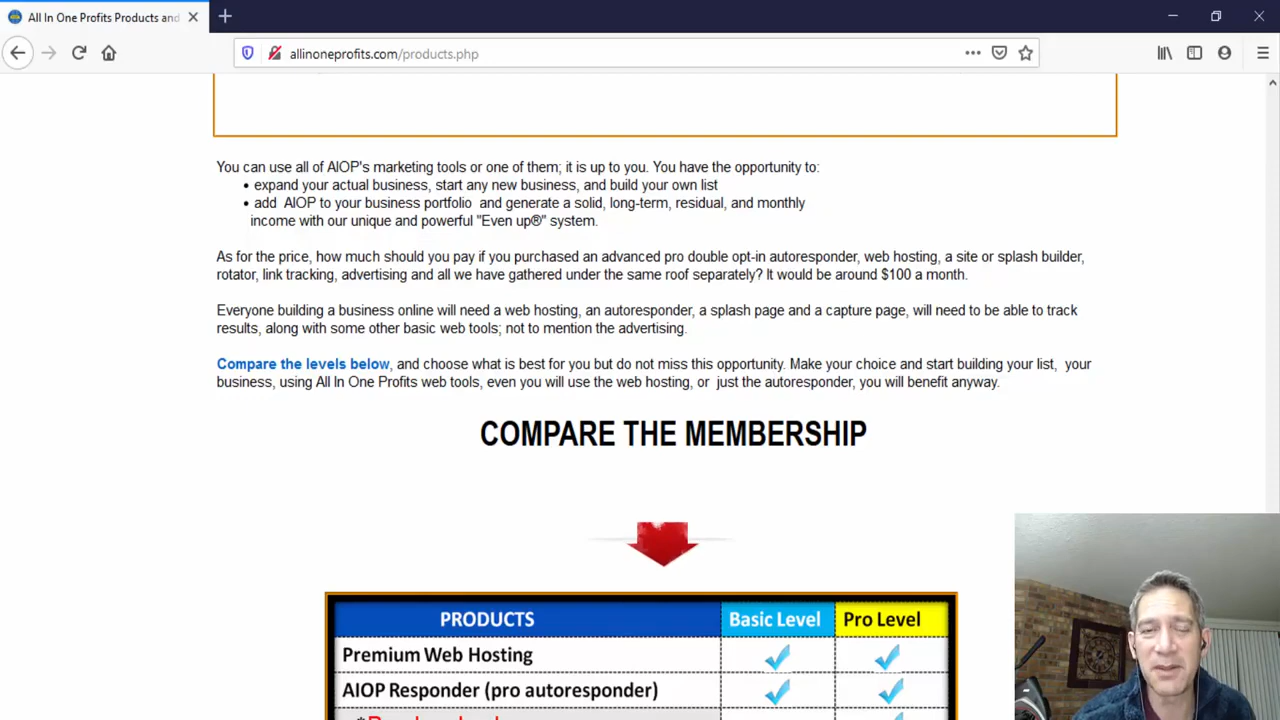 All In One Profits Products and
allinoneprofits.com/products.php
You can use all of AIOP's marketing tools or one of them; it is up to you. You have the opportunity to:
• expand your actual business, start any new business, and build your own list
• add AIOP to your business portfolio and generate a solid, long-term, residual, and monthly
income with our unique and powerful "Even up®" system.
As for the price, how much should you pay if you purchased an advanced pro double opt-in autoresponder, web hosting, a site or splash builder,
rotator, link tracking, advertising and all we have gathered under the same roof separately? It would be around $100 a month.
Everyone building a business online will need a web hosting, an autoresponder, a splash page and a capture page, will need to be able to track
results, along with some other basic web tools; not to mention the advertising.
Compare the levels below, and choose what is best for you but do not miss this opportunity. Make your choice and start building your list, your
business, using All In One Profits web tools, even you will use the web hosting, or just the autoresponder, you will benefit anyway.
COMPARE THE MEMBERSHIP
PRODUCTS Basic Level Pro Level
Premium Web Hosting
AIOP Responder (pro autoresponder)